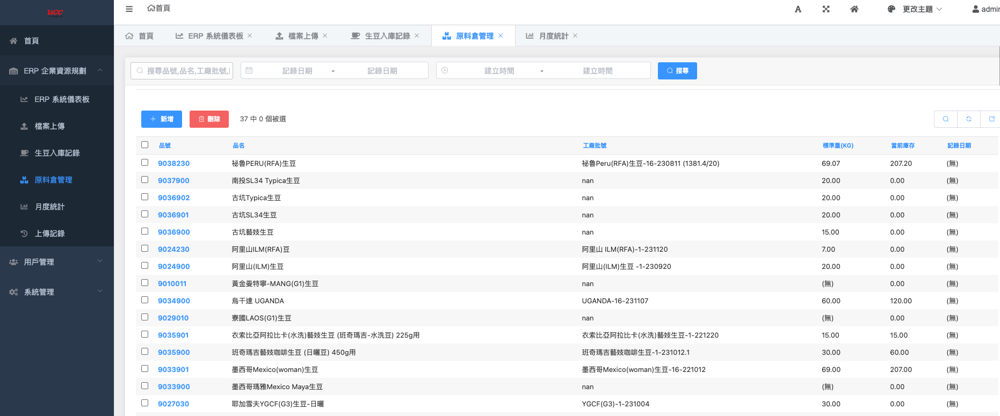 UCC
首頁
ERP 企業資源規劃
ERP 系統儀表板
檔案上傳
生豆入庫記錄
原料倉管理
月度統計
上傳記錄
用戶管理
系統管理
首頁
A 更改主題 admin
首頁 ERP 系統儀表板 檔案上傳 生豆入庫記錄 原料倉管理 月度統計
搜尋品號,品名,工廠批號, 記錄日期 - 記錄日期 建立時間 - 建立時間 搜尋
新增 刪除 37 中 0 個被選
品號 品名 工廠批號 標準重(KG) 當前庫存 記錄日期
9038230 祕魯PERU(RFA)生豆 祕魯Peru(RFA)生豆-16-230811 (1381.4/20) 69.07 207.20 (無)
9037900 南投SL34 Typica生豆 nan 20.00 0.00 (無)
9036902 古坑Typica生豆 nan 20.00 0.00 (無)
9036901 古坑SL34生豆 nan 20.00 0.00 (無)
9036900 古坑藝妓生豆 nan 15.00 0.00 (無)
9024230 阿里山ILM(RFA)豆 阿里山 ILM(RFA)-1-231120 7.00 0.00 (無)
9024900 阿里山(ILM)生豆 阿里山(ILM)生豆 -1-230920 20.00 0.00 (無)
9010011 黃金曼特寧-MANG(G1)生豆 nan (無) 0.00 (無)
9034900 烏干達 UGANDA UGANDA-16-231107 60.00 120.00 (無)
9029010 寮國LAOS(G1)生豆 nan (無) 0.00 (無)
9035901 衣索比亞阿拉比卡(水洗)藝妓生豆 (班奇瑪吉-水洗豆) 225g用 衣索比亞阿拉比卡(水洗)藝妓生豆-1-221220 15.00 15.00 (無)
9035900 班奇瑪吉藝妓咖啡生豆 (日曬豆) 450g用 班奇瑪吉藝妓咖啡生豆-1-231012.1 30.00 60.00 (無)
9033901 墨西哥Mexico(woman)生豆 墨西哥Mexico(woman)生豆-16-221012 69.00 207.00 (無)
9033900 墨西哥瑪雅Mexico Maya生豆 nan (無) 0.00 (無)
9027030 耶加雪夫YGCF(G3)生豆-日曬 YGCF(G3)-1-231004 30.00 0.00 (無)